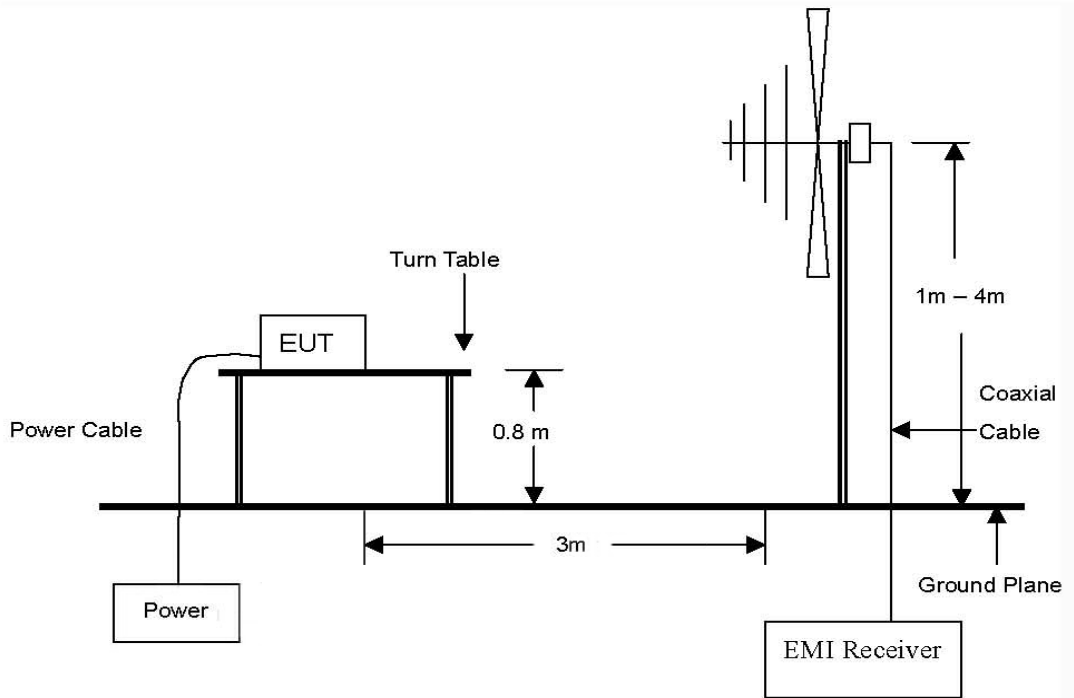 Turn Table
1m – 4m
EUT
Coaxial
Power Cable
0.8 m
Cable
3m
Ground Plane
Power
EMI Receiver